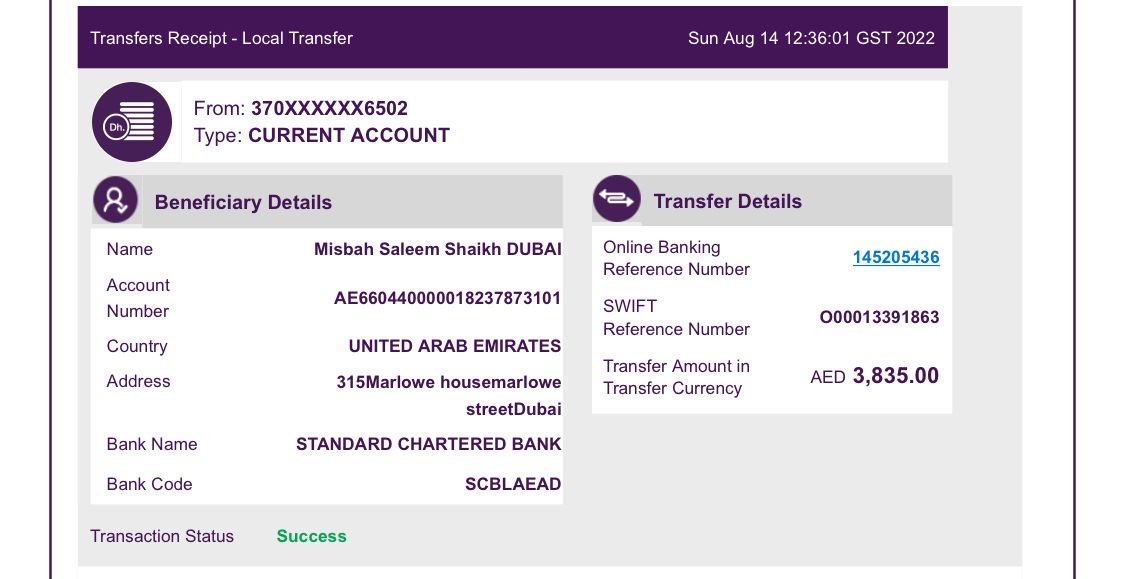 Transfers Receipt - Local Transfer
Sun Aug 14 12:36:01 GST 2022
Dh.
From: 370XXXXXX6502
Type: CURRENT ACCOUNT
Beneficiary Details
Name Misbah Saleem Shaikh DUBAI
Account
Number
AE660440000018237873101
Country UNITED ARAB EMIRATES
Address 315Marlowe housemarlowe
streetDubai
Bank Name STANDARD CHARTERED BANK
Bank Code SCBLAEAD
Transfer Details
Online Banking
Reference Number
145205436
SWIFT
Reference Number
O00013391863
Transfer Amount in
Transfer Currency
AED 3,835.00
Transaction Status Success